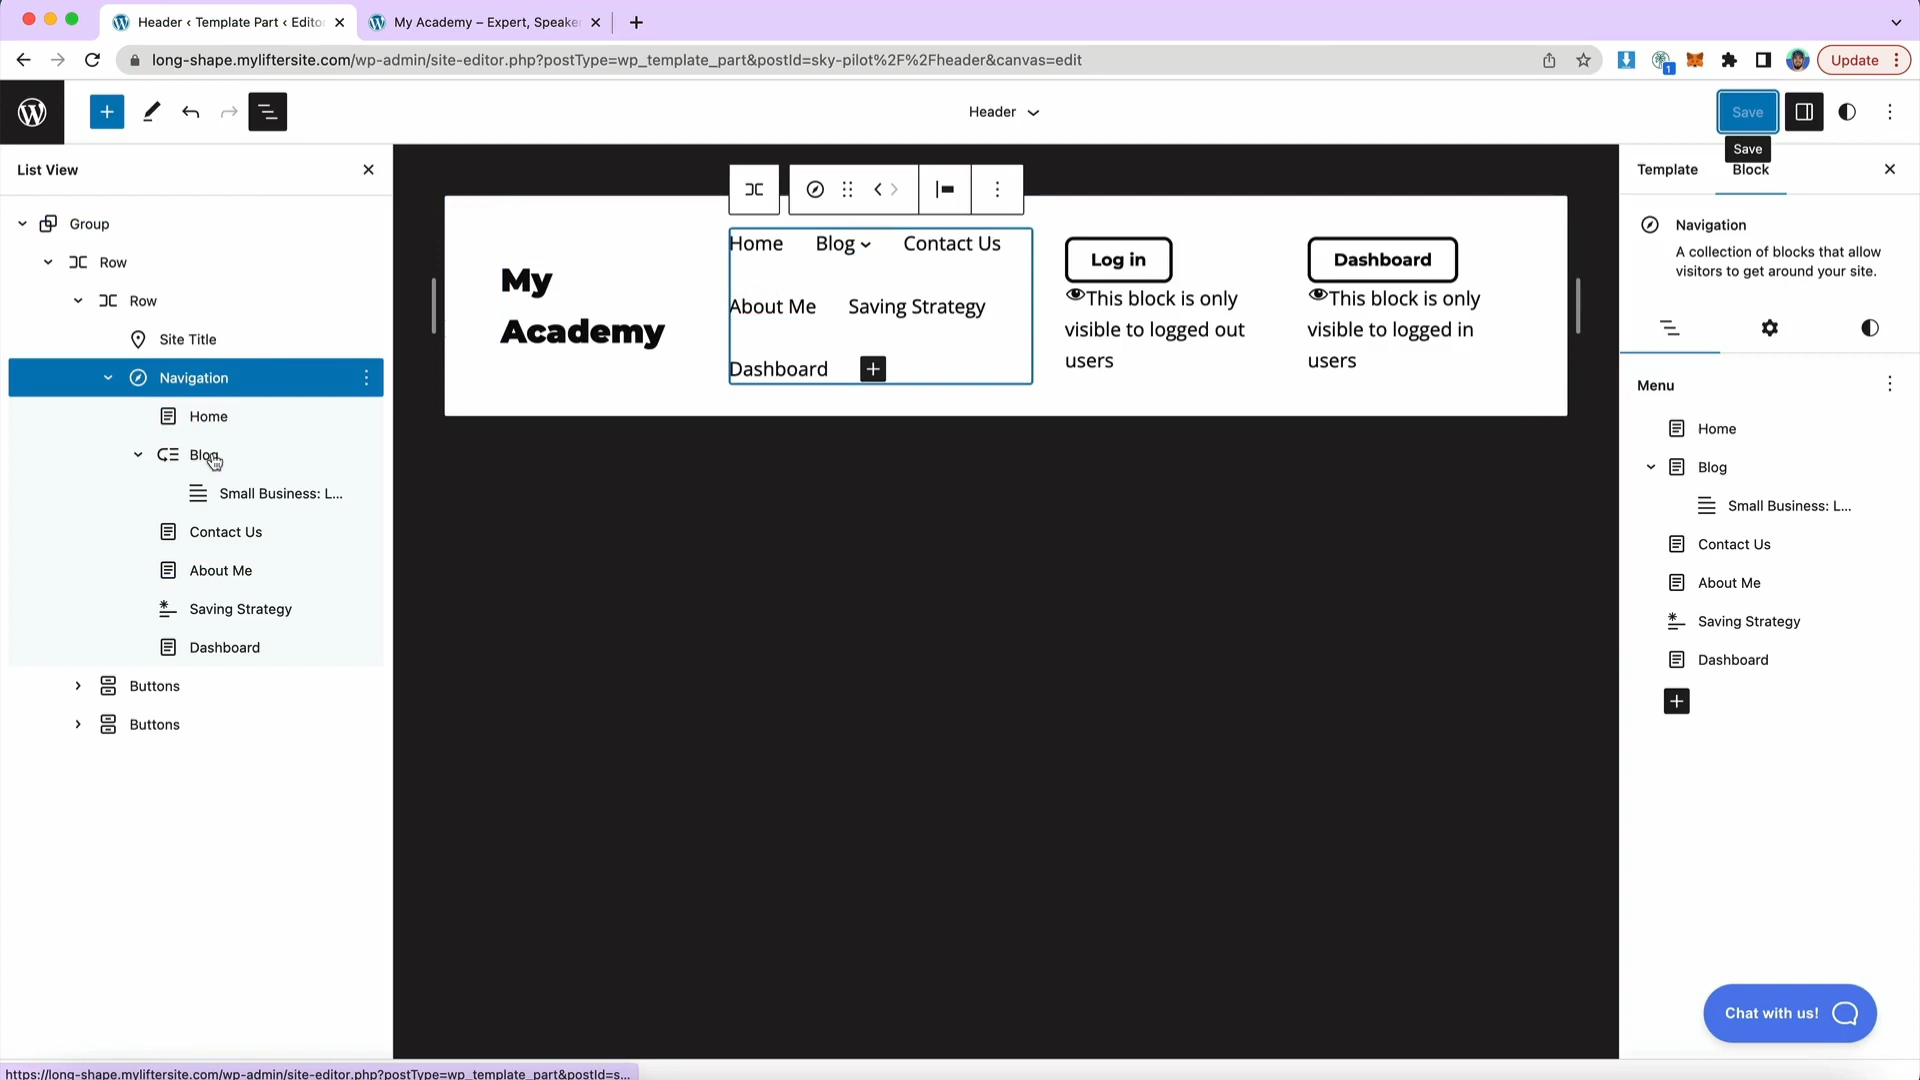 Header ‹ Template Part ‹ Editor
My Academy – Expert, Speake
long-shape.myliftersite.com/wp-admin/site-editor.php?postType=wp_template_part&postId=sky-pilot%2F%2Fheader&canvas=edit
1
Update
Header
Save
Save
List View
Group
Row
Row
Site Title
Navigation
Home
Blog
Small Business: L...
Contact Us
About Me
Saving Strategy
Dashboard
Buttons
Buttons
My
Academy
Home
Blog
Contact Us
About Me
Saving Strategy
Dashboard
Log in
This block is only
visible to logged out
users
Dashboard
This block is only
visible to logged in
users
Template
Block
Navigation
A collection of blocks that allow
visitors to get around your site.
Menu
Home
Blog
Small Business: L...
Contact Us
About Me
Saving Strategy
Dashboard
Chat with us!
https://long-shape.myliftersite.com/wp-admin/site-editor.php?postType=wp_template_part&postId=s...